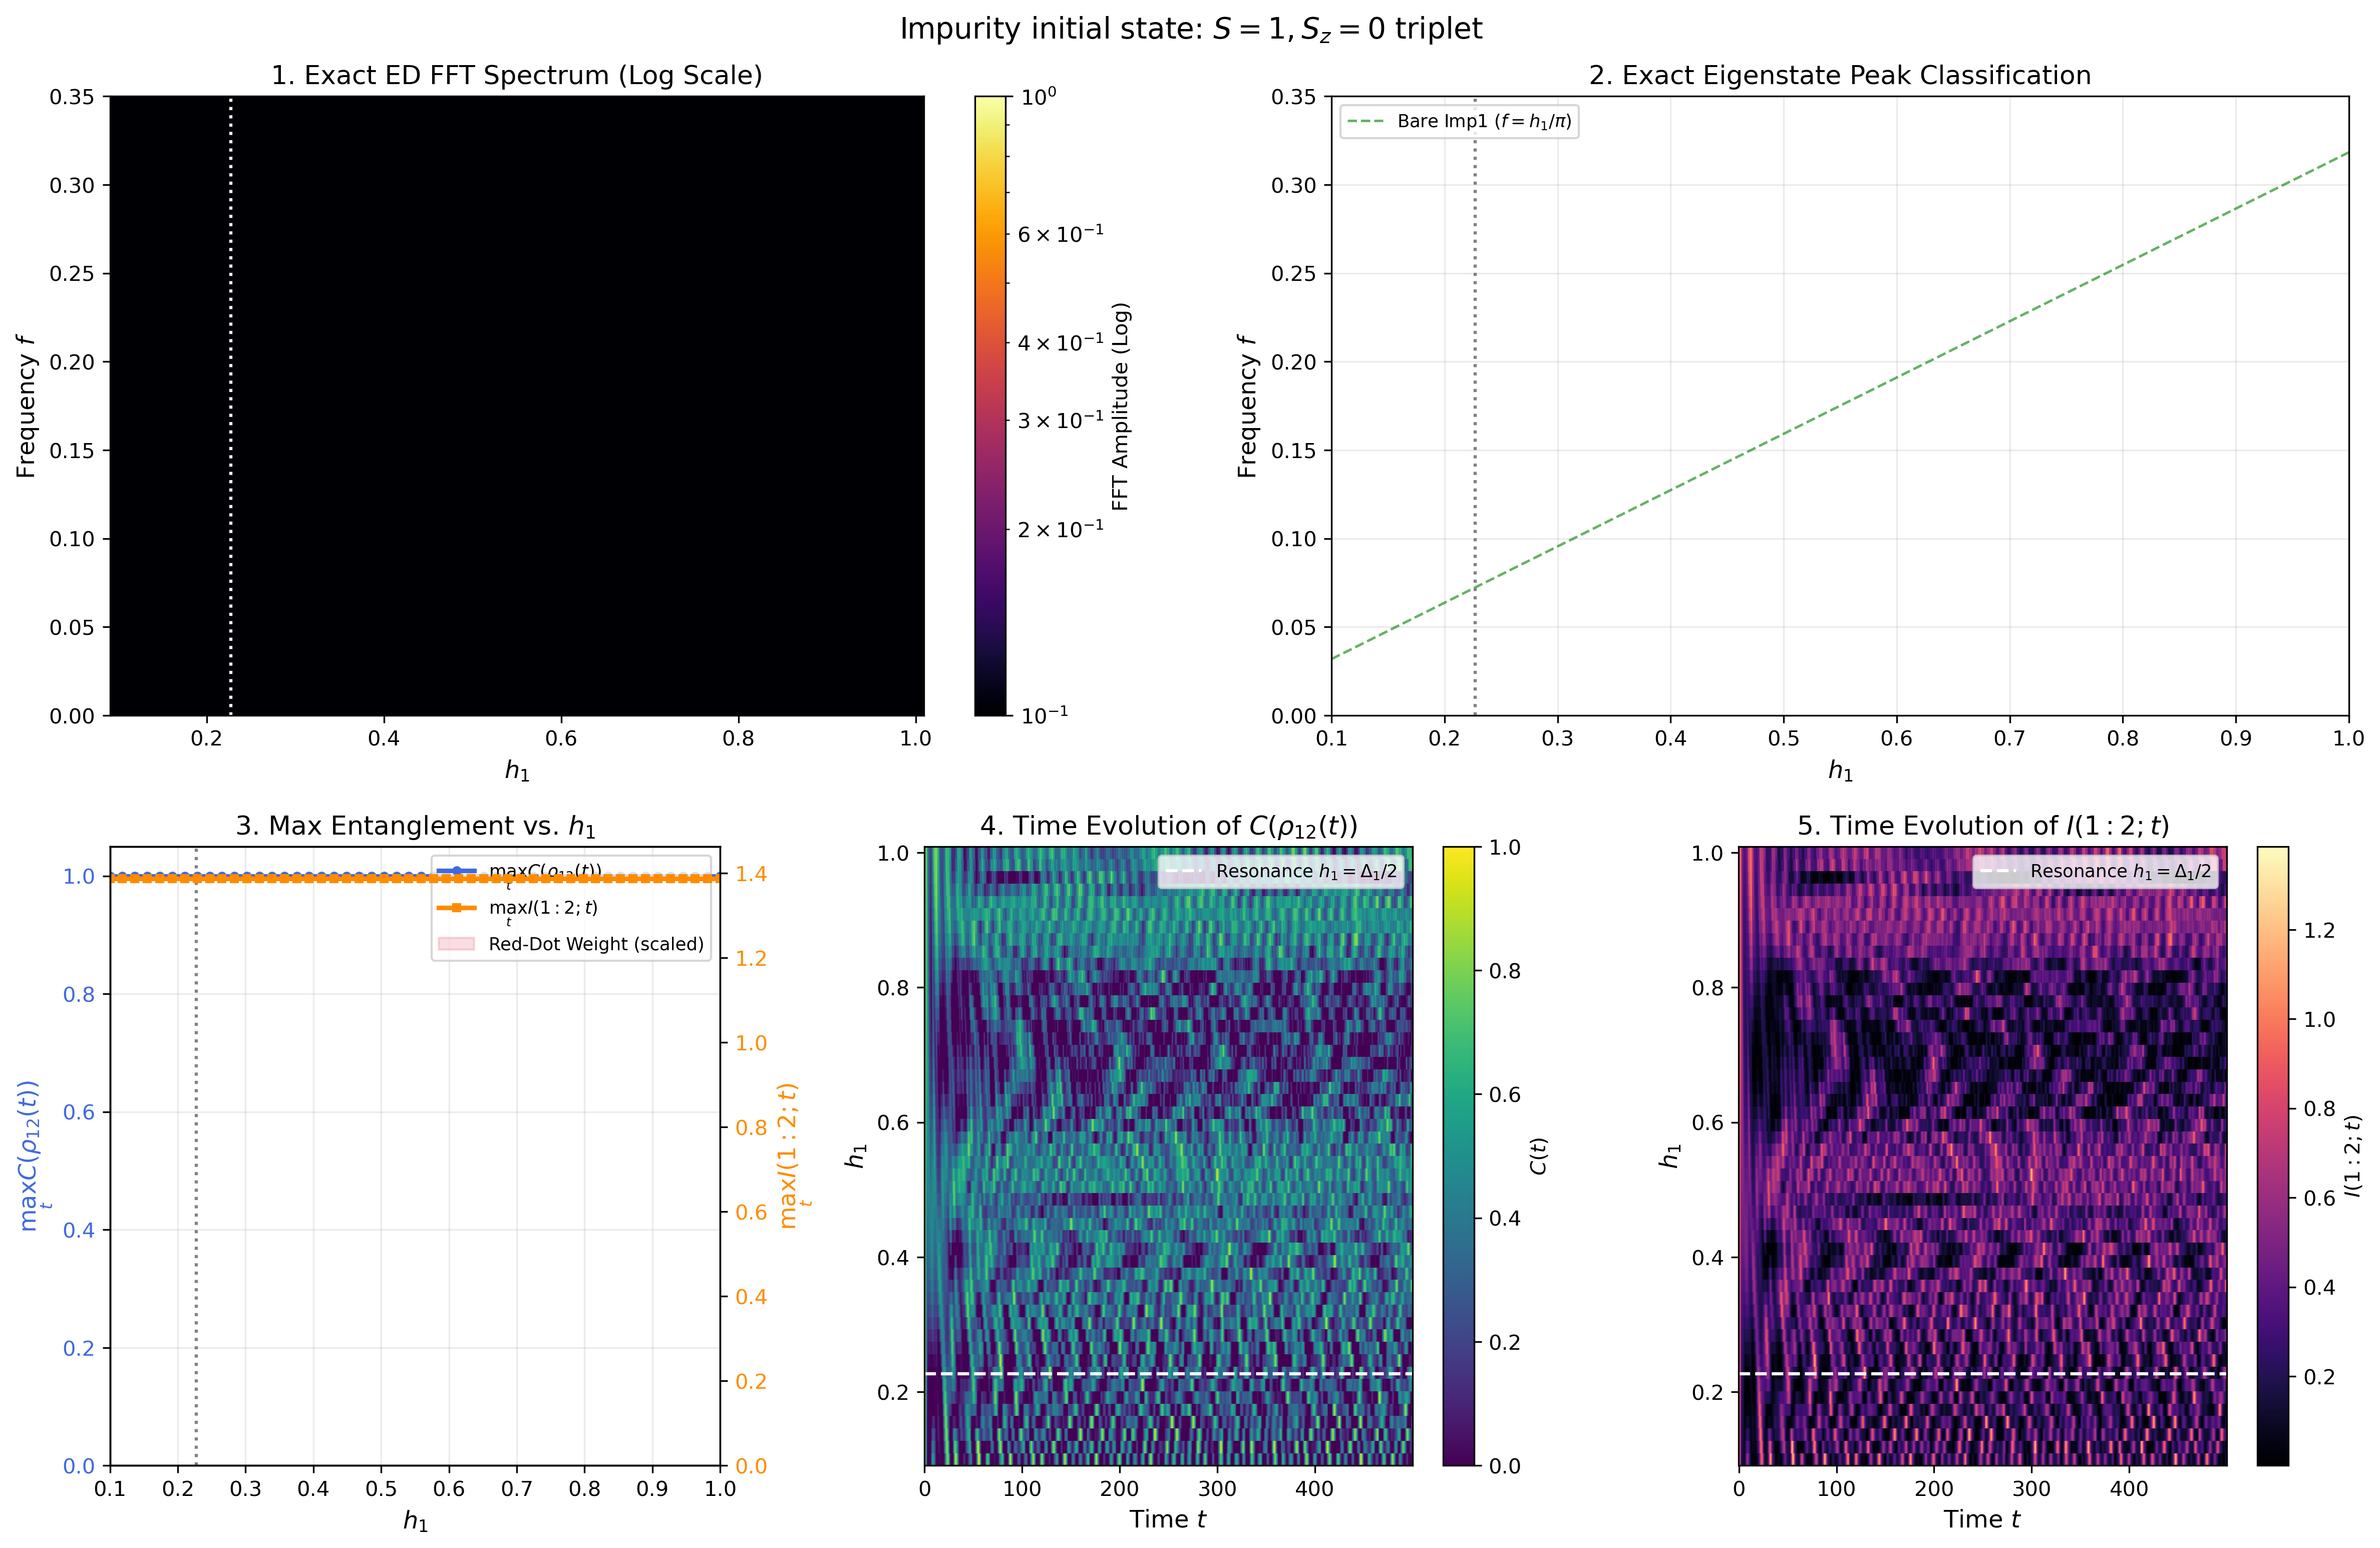 Impurity initial state: S = 1, S_z = 0 triplet
1. Exact ED FFT Spectrum (Log Scale)
0.35
0.30
0.25
0.20
0.15
0.10
0.05
0.00
Frequency f
0.2 0.4 0.6 0.8 1.0
h_1
10^0
6 × 10^-1
4 × 10^-1
3 × 10^-1
2 × 10^-1
10^-1
FFT Amplitude (Log)
2. Exact Eigenstate Peak Classification
Bare Imp1 (f = h_1/π)
0.35
0.30
0.25
0.20
0.15
0.10
0.05
0.00
Frequency f
0.1 0.2 0.3 0.4 0.5 0.6 0.7 0.8 0.9 1.0
h_1
3. Max Entanglement vs. h_1
max_t C(ρ_12(t))
max_t I(1 : 2; t)
Red-Dot Weight (scaled)
1.0
0.8
0.6
0.4
0.2
0.0
max_t C(ρ_12(t))
1.4
1.2
1.0
0.8
0.6
0.4
0.2
0.0
max_t I(1 : 2; t)
0.1 0.2 0.3 0.4 0.5 0.6 0.7 0.8 0.9 1.0
h_1
4. Time Evolution of C(ρ_12(t))
Resonance h_1 = Δ_1/2
1.0
0.8
0.6
0.4
0.2
h_1
0 100 200 300 400
Time t
1.0
0.8
0.6
0.4
0.2
0.0
C(t)
5. Time Evolution of I(1 : 2; t)
Resonance h_1 = Δ_1/2
1.0
0.8
0.6
0.4
0.2
h_1
0 100 200 300 400
Time t
1.2
1.0
0.8
0.6
0.4
0.2
I(1 : 2; t)